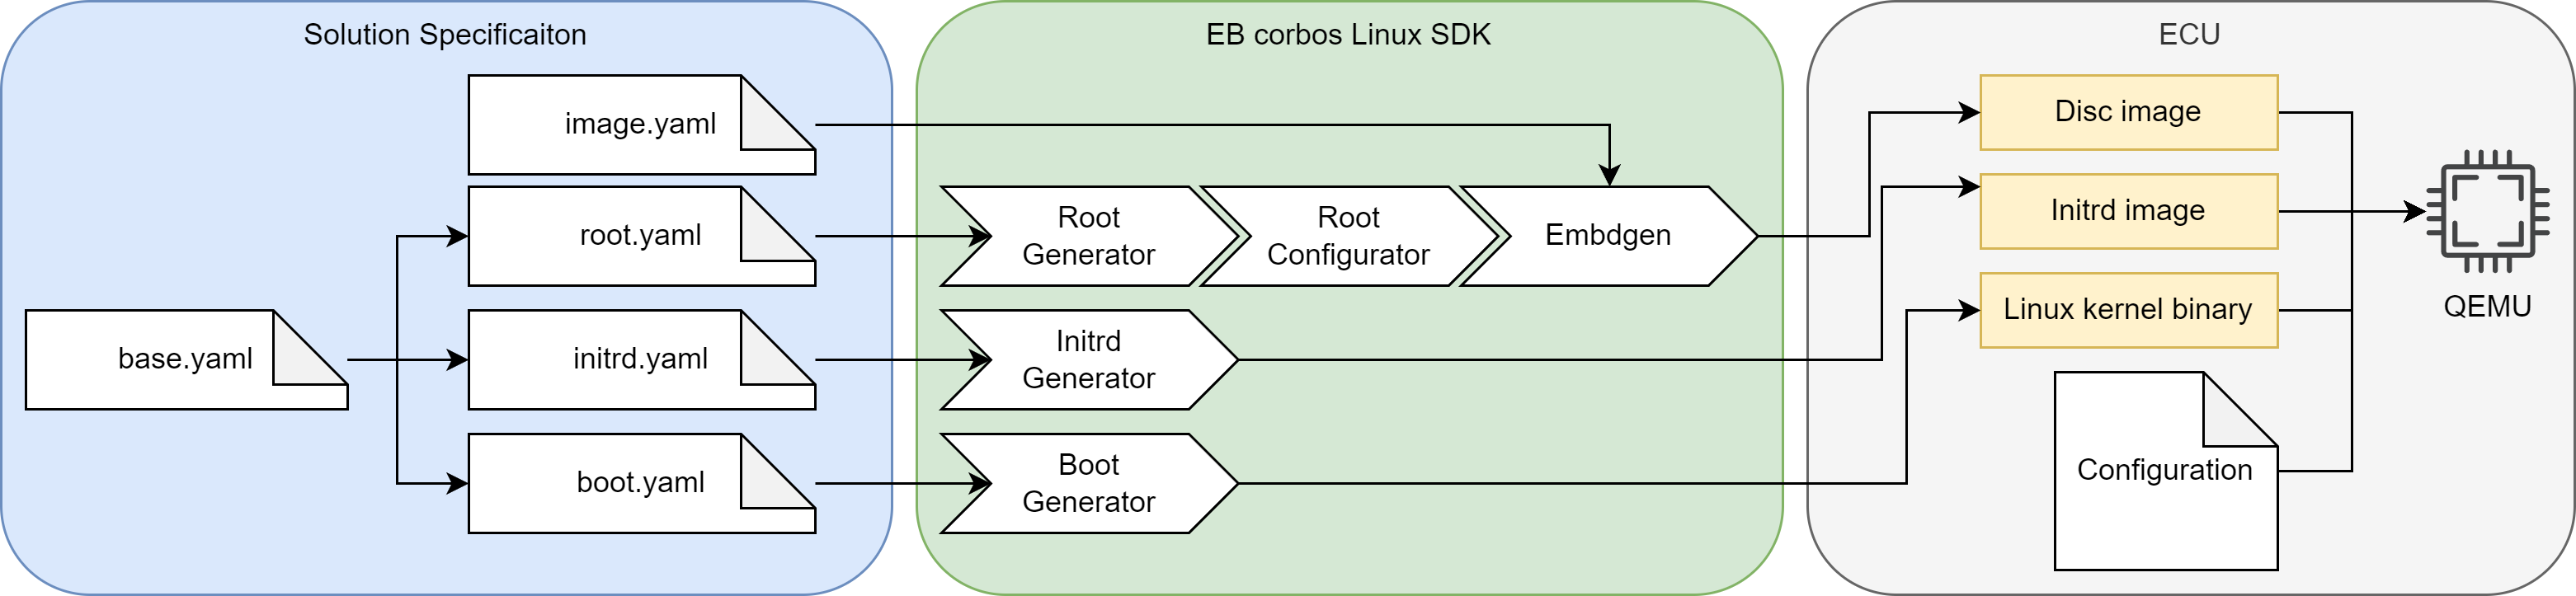 Solution Specificaiton
image.yaml
root.yaml
base.yaml
initrd.yaml
boot.yaml
EB corbos Linux SDK
Root
Generator
Root
Configurator
Embdgen
Initrd
Generator
Boot
Generator
ECU
Disc image
Initrd image
Linux kernel binary
Configuration
QEMU